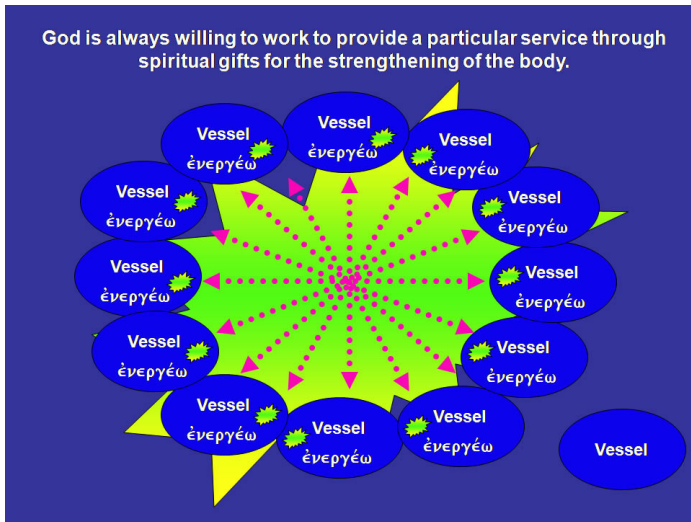 God is always willing to work to provide a particular service through
spiritual gifts for the strengthening of the body.
Vessel
ἐνεργέω
Vessel
ἐνεργέω
Vessel
ἐνεργέω
Vessel
ἐνεργέω
Vessel
ἐνεργέω
Vessel
ἐνεργέω
Vessel
ἐνεργέω
Vessel
ἐνεργέω
Vessel
ἐνεργέω
Vessel
ἐνεργέω
Vessel
ἐνεργέω
Vessel
ἐνεργέω
Vessel